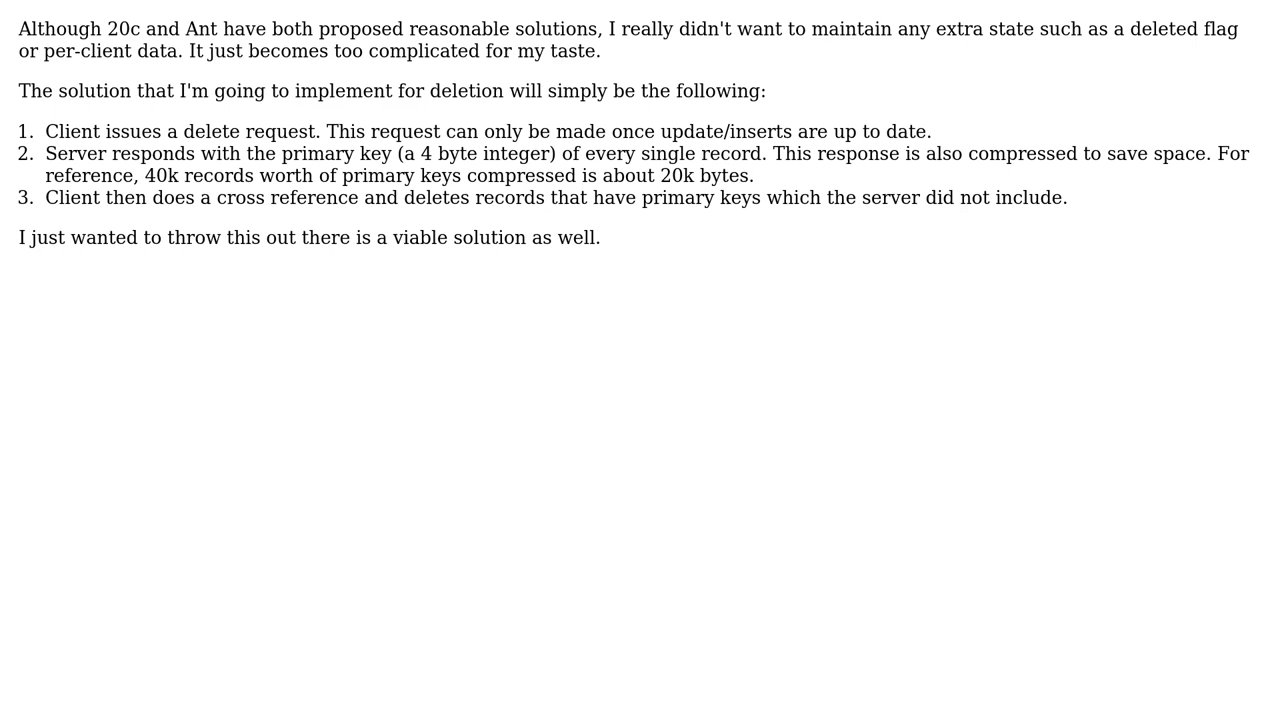 Although 20c and Ant have both proposed reasonable solutions, I really didn't want to maintain any extra state such as a deleted flag
or per-client data. It just becomes too complicated for my taste.
The solution that I'm going to implement for deletion will simply be the following:
1. Client issues a delete request. This request can only be made once update/inserts are up to date.
2. Server responds with the primary key (a 4 byte integer) of every single record. This response is also compressed to save space. For
reference, 40k records worth of primary keys compressed is about 20k bytes.
3. Client then does a cross reference and deletes records that have primary keys which the server did not include.
I just wanted to throw this out there is a viable solution as well.